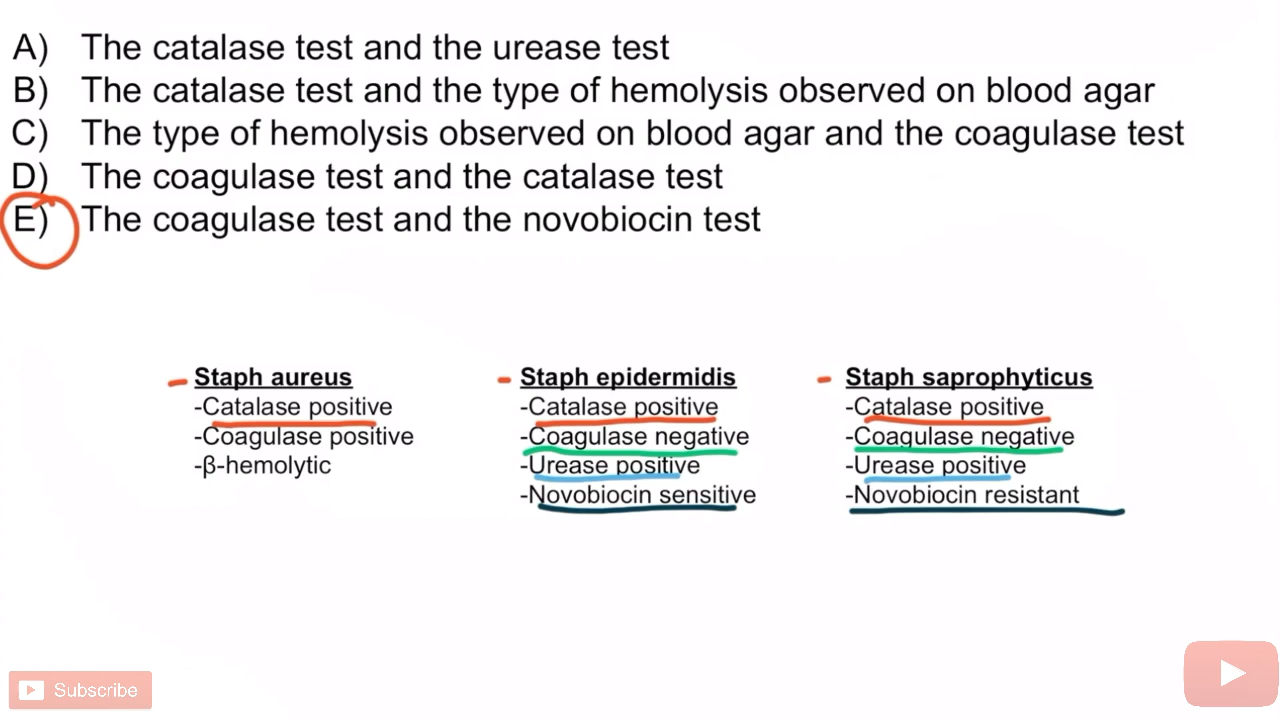 A) The catalase test and the urease test
B) The catalase test and the type of hemolysis observed on blood agar
C) The type of hemolysis observed on blood agar and the coagulase test
D) The coagulase test and the catalase test
E) The coagulase test and the novobiocin test
Staph aureus
-Catalase positive
-Coagulase positive
-β-hemolytic
Staph epidermidis
-Catalase positive
-Coagulase negative
-Urease positive
-Novobiocin sensitive
Staph saprophyticus
-Catalase positive
-Coagulase negative
-Urease positive
-Novobiocin resistant
Subscribe